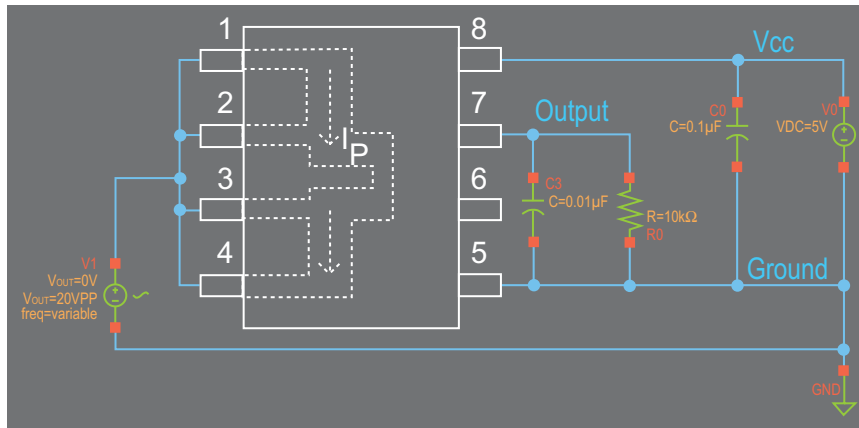 1
2
3
4
IP
8
7
6
5
Vcc
Output
Ground
C0
C=0.1µF
V0
VDC=5V
C3
C=0.01µF
R=10kΩ
R0
V1
VOUT=0V
VOUT=20VPP
freq=variable
GND